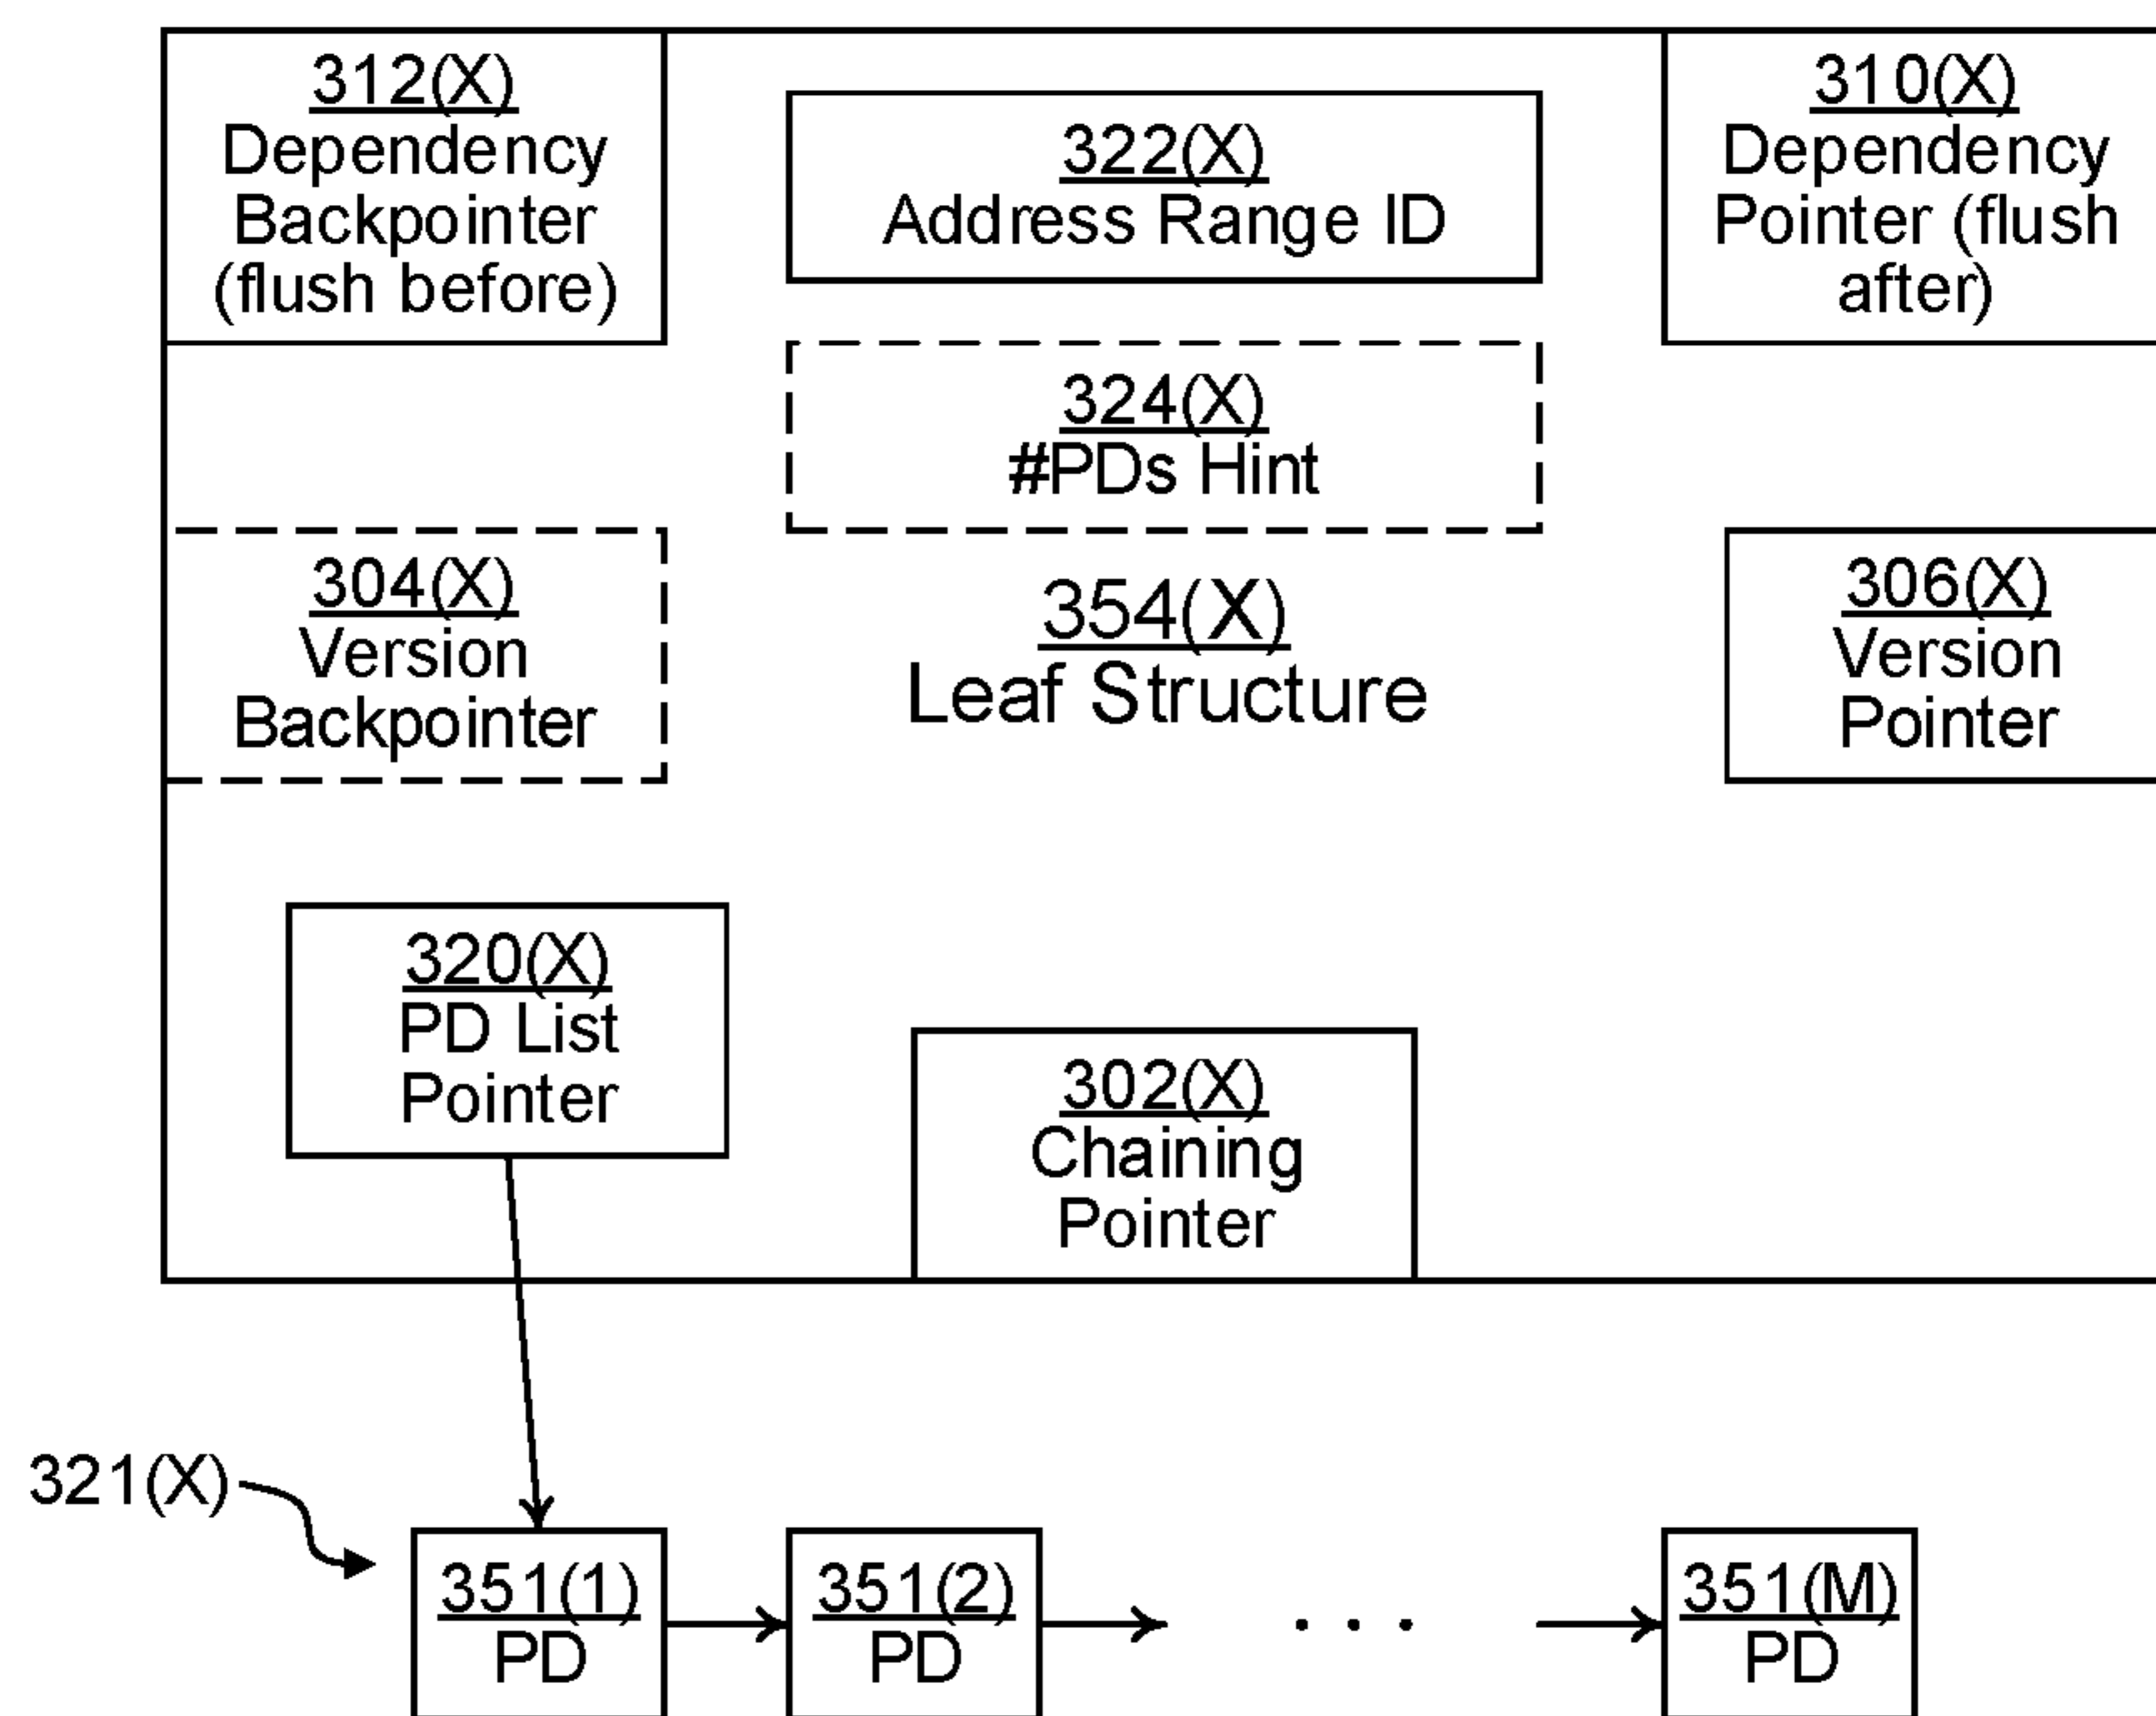 312(X)
Dependency
Backpointer
(flush before)
322(X)
Address Range ID
310(X)
Dependency
Pointer (flush
after)
324(X)
#PDs Hint
304(X)
Version
Backpointer
354(X)
Leaf Structure
306(X)
Version
Pointer
320(X)
PD List
Pointer
302(X)
Chaining
Pointer
321(X)
351(1)
PD
351(2)
PD
. . .
351(M)
PD